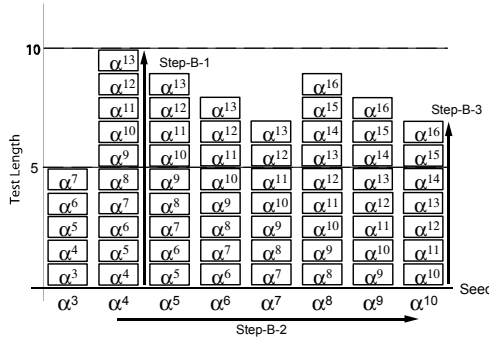 10
α¹³ Step-B-1
α¹² α¹³ α¹⁶
α¹¹ α¹² α¹³ α¹⁵ α¹⁶
α¹⁰ α¹¹ α¹² α¹³ α¹⁴ α¹⁵ α¹⁶ Step-B-3
α⁹ α¹⁰ α¹¹ α¹² α¹³ α¹⁴ α¹⁵
5
α⁷ α⁸ α⁹ α¹⁰ α¹¹ α¹² α¹³ α¹⁴
α⁶ α⁷ α⁸ α⁹ α¹⁰ α¹¹ α¹² α¹³
α⁵ α⁶ α⁷ α⁸ α⁹ α¹⁰ α¹¹ α¹²
α⁴ α⁵ α⁶ α⁷ α⁸ α⁹ α¹⁰ α¹¹
α³ α⁴ α⁵ α⁶ α⁷ α⁸ α⁹ α¹⁰
Test Length
α³ α⁴ α⁵ α⁶ α⁷ α⁸ α⁹ α¹⁰ Seed
Step-B-2